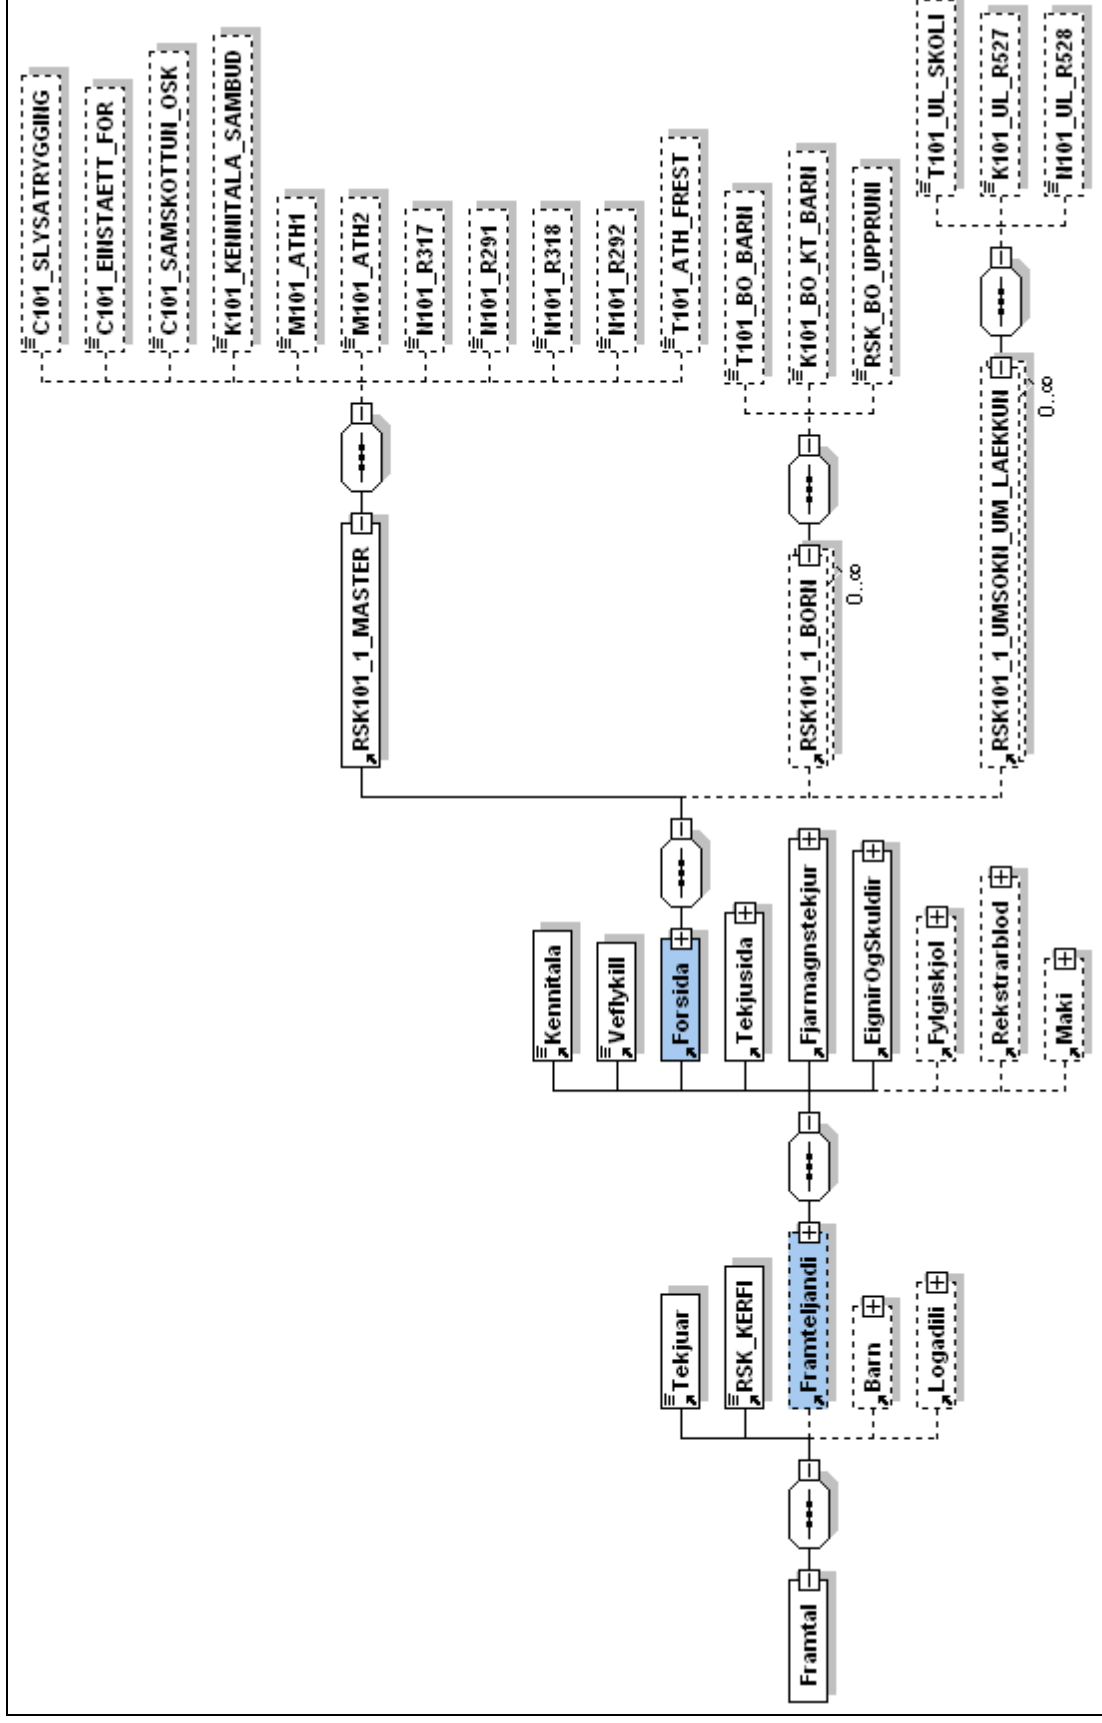 Framtal
Tekjuar
RSK_KERFI
Framteljandi
Barn
Logadili
Kennitala
Veflykill
Forsida
Tekjusida
Fjarmagnstekjur
EignirOgSkuldir
Fylgiskjol
Rekstrarblod
Maki
RSK101_1_MASTER
C101_SLYSATRYGGING
C101_EINSTAETT_FOR
C101_SAMSKOTTUN_OSK
K101_KENNITALA_SAMBUD
M101_ATH1
M101_ATH2
N101_R317
N101_R291
N101_R318
N101_R292
T101_ATH_FREST
RSK101_1_BORN
0..∞
T101_BO_BARN
K101_BO_KT_BARN
RSK_BO_UPPRUNI
RSK101_1_UMSOKN_UM_LAEKKUN
0..∞
T101_UL_SKOLI
K101_UL_R527
N101_UL_R528